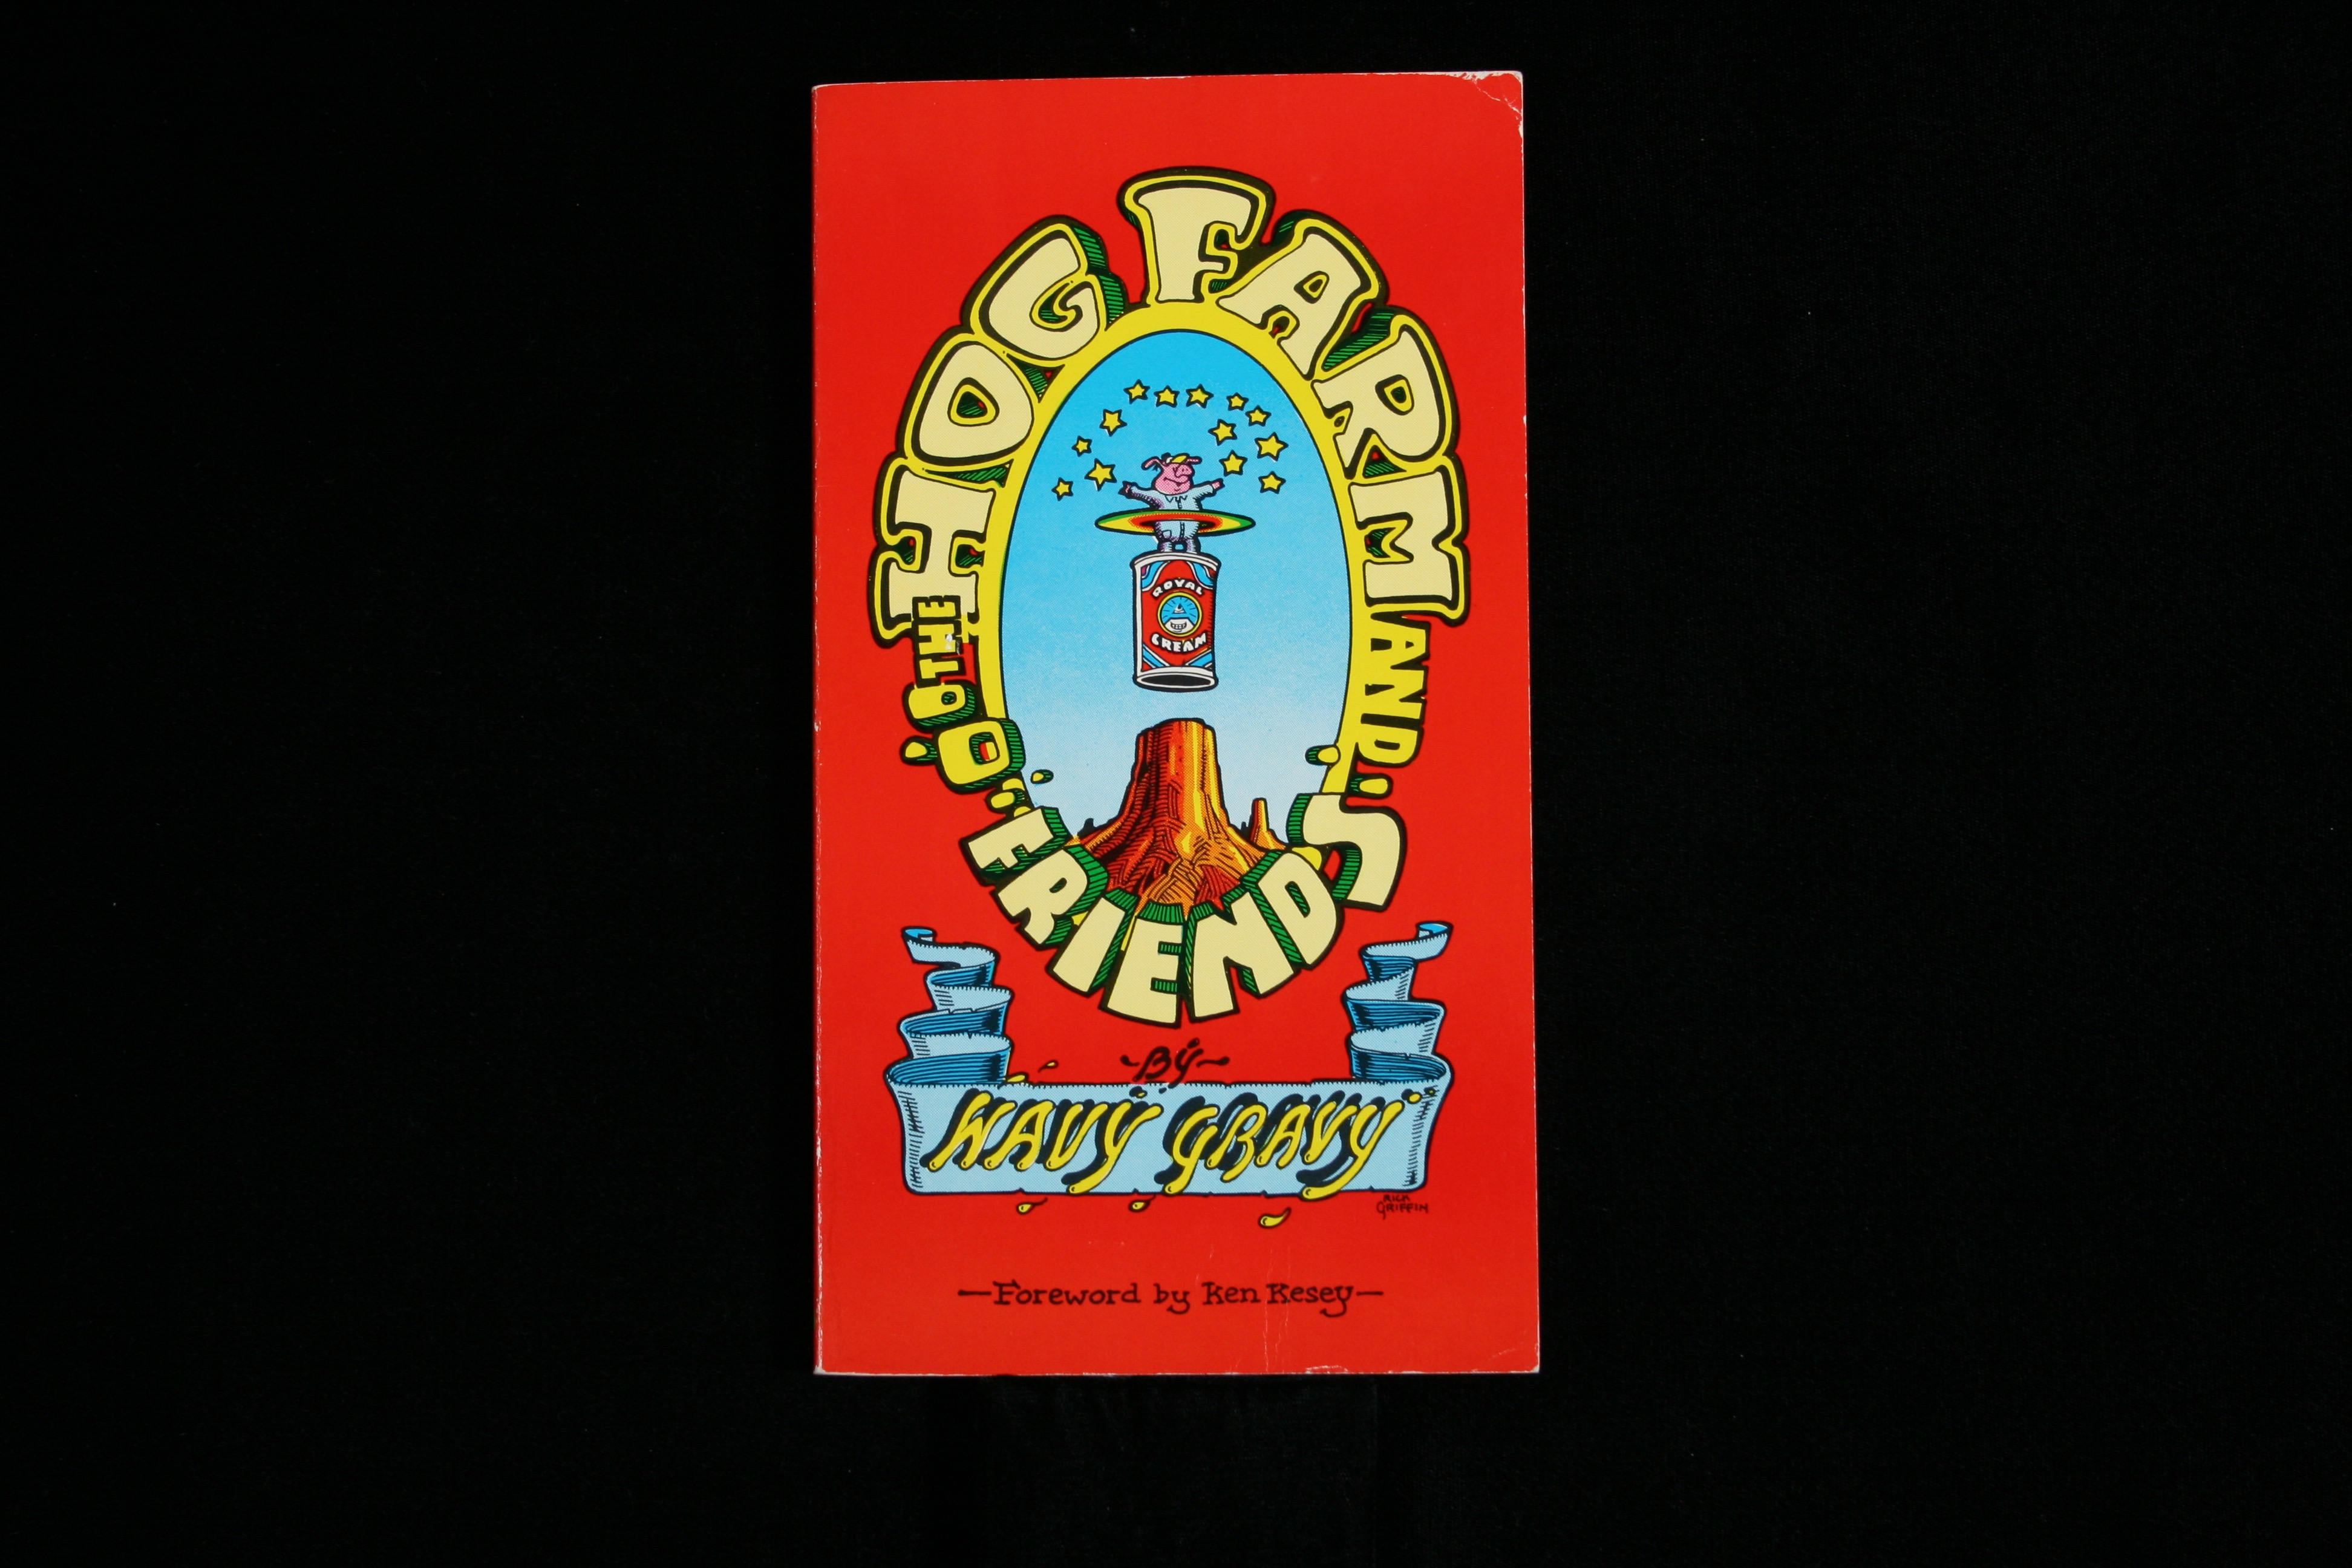 THE
HOG FARM
AND
FRIENDS
ROYAL
CREAM
~BY~
WAVY GRAVY
RICK
GRIFFIN
—Foreword by Ken Kesey—